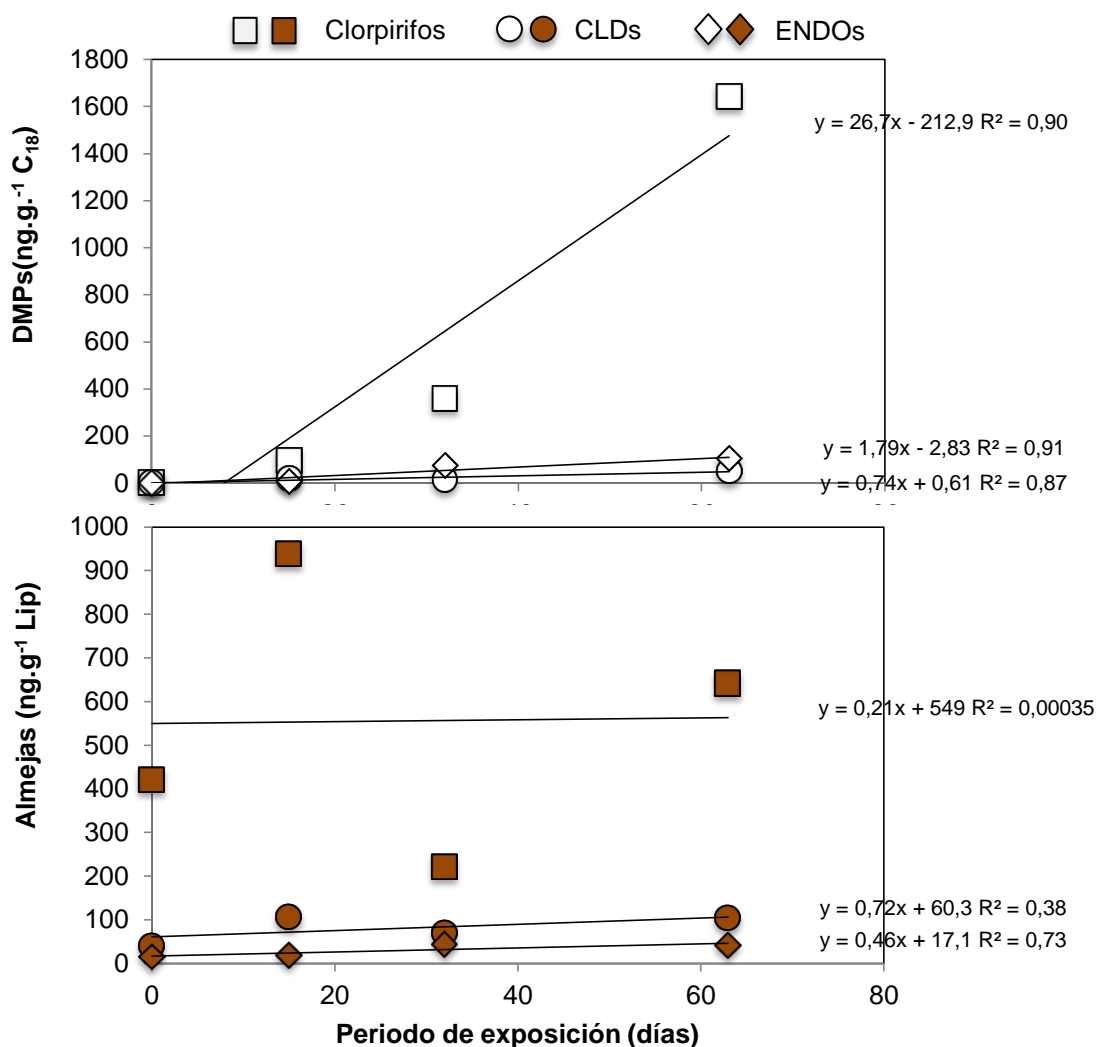 Clorpirifos CLDs ENDOs
1800
1600
1400
1200
1000
800
600
400
200
0
DMPs(ng.g.⁻¹ C₁₈)
y = 26,7x - 212,9 R² = 0,90
y = 1,79x - 2,83 R² = 0,91
y = 0,74x + 0,61 R² = 0,87
1000
900
800
700
600
500
400
300
200
100
0
Almejas (ng.g⁻¹ Lip)
y = 0,21x + 549 R² = 0,00035
y = 0,72x + 60,3 R² = 0,38
y = 0,46x + 17,1 R² = 0,73
0 20 40 60 80
Periodo de exposición (días)